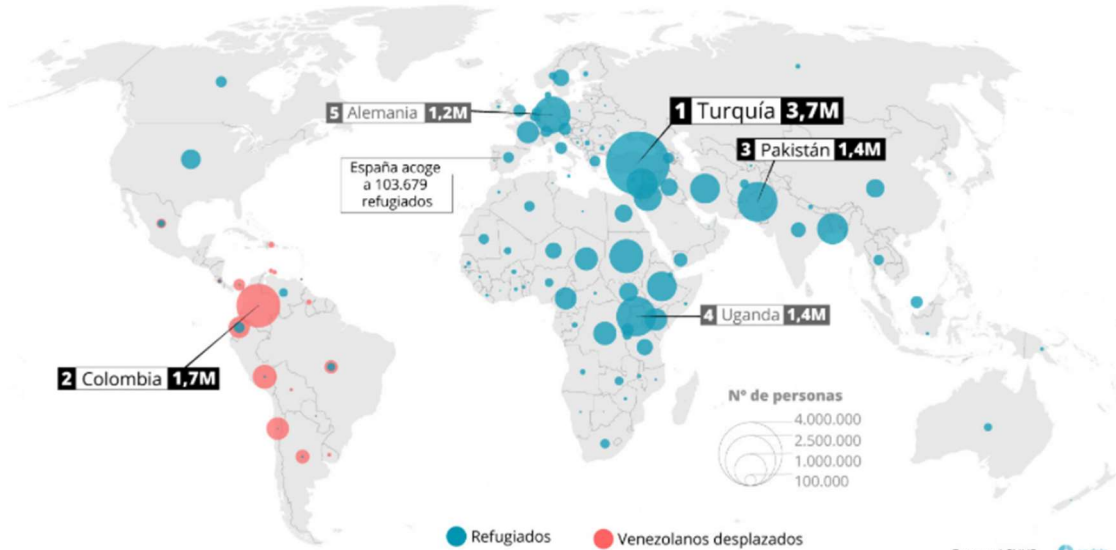 5 Alemania 1,2M
1 Turquía 3,7M
3 Pakistán 1,4M
España acoge
a 103.679
refugiados
4 Uganda 1,4M
2 Colombia 1,7M
Nº de personas
4.000.000
2.500.000
1.000.000
100.000
Refugiados
Venezolanos desplazados